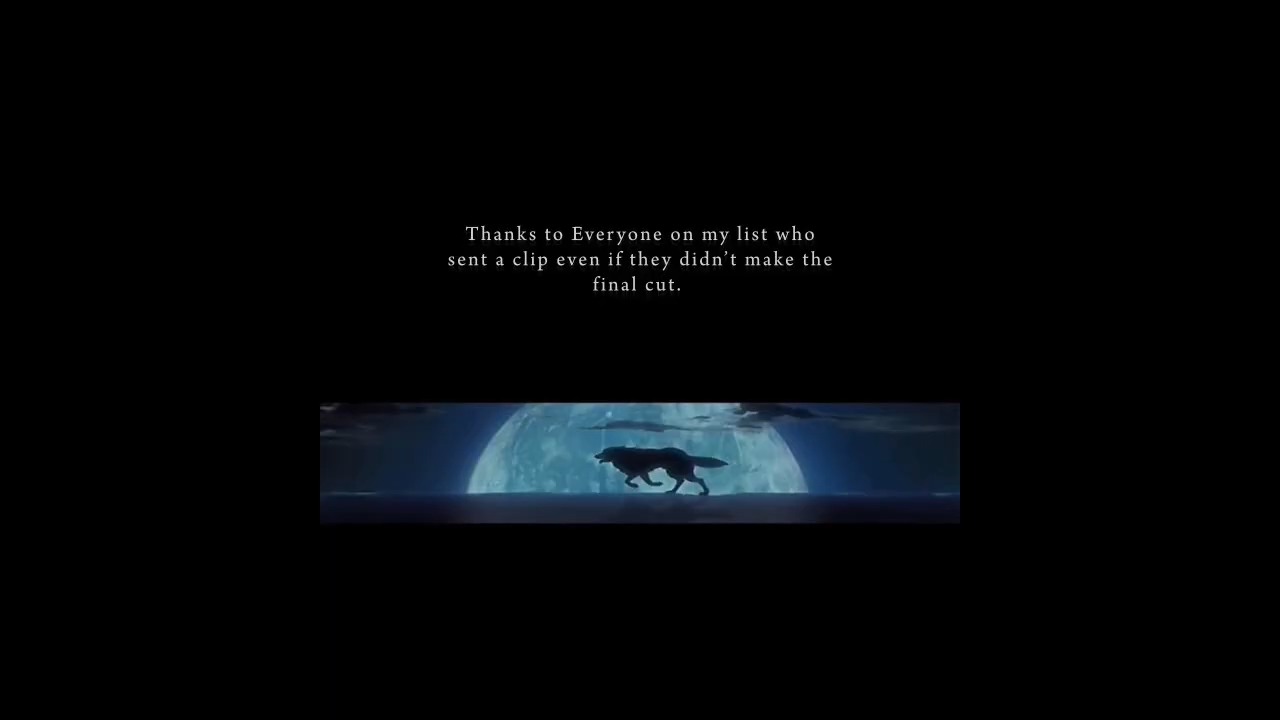 Thanks to Everyone on my list who
sent a clip even if they didn’t make the
final cut.